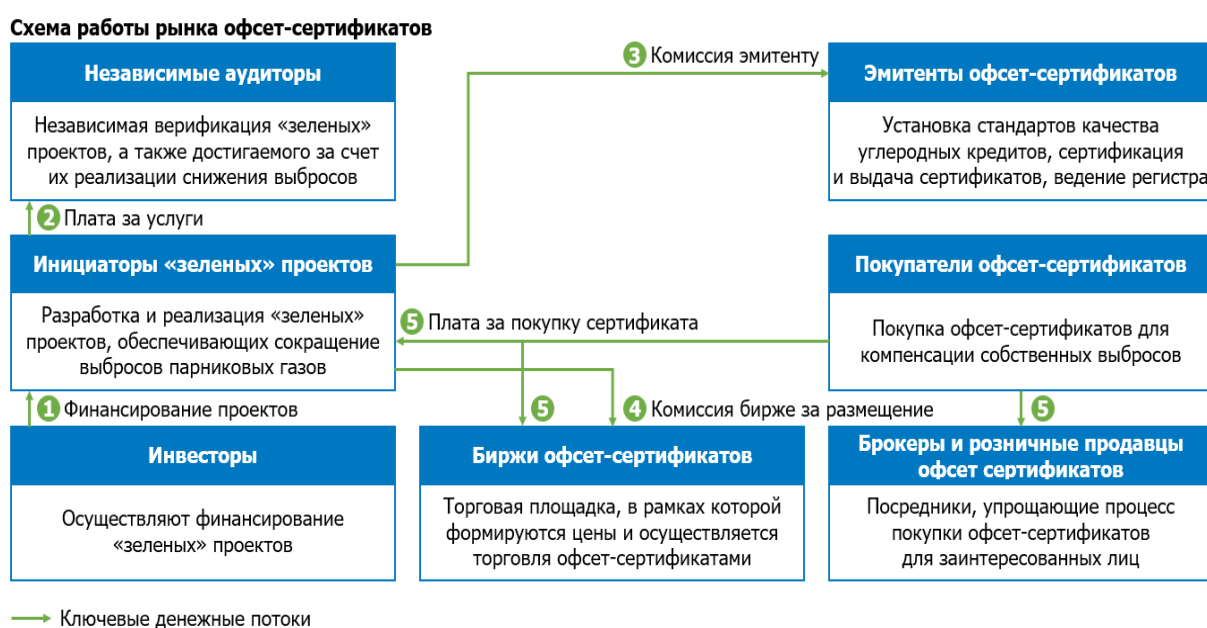 Схема работы рынка офсет-сертификатов
Независимые аудиторы
Независимая верификация «зеленых»
проектов, а также достигаемого за счет
их реализации снижения выбросов
3 Комиссия эмитенту
Эмитенты офсет-сертификатов
Установка стандартов качества
углеродных кредитов, сертификация
и выдача сертификатов, ведение регистра
2 Плата за услуги
Инициаторы «зеленых» проектов
Разработка и реализация «зеленых»
проектов, обеспечивающих сокращение
выбросов парниковых газов
5 Плата за покупку сертификата
Покупатели офсет-сертификатов
Покупка офсет-сертификатов для
компенсации собственных выбросов
1 Финансирование проектов
5
4 Комиссия бирже за размещение
5
Инвесторы
Осуществляют финансирование
«зеленых» проектов
Биржи офсет-сертификатов
Торговая площадка, в рамках которой
формируются цены и осуществляется
торговля офсет-сертификатами
Брокеры и розничные продавцы
офсет сертификатов
Посредники, упрощающие процесс
покупки офсет-сертификатов
для заинтересованных лиц
Ключевые денежные потоки